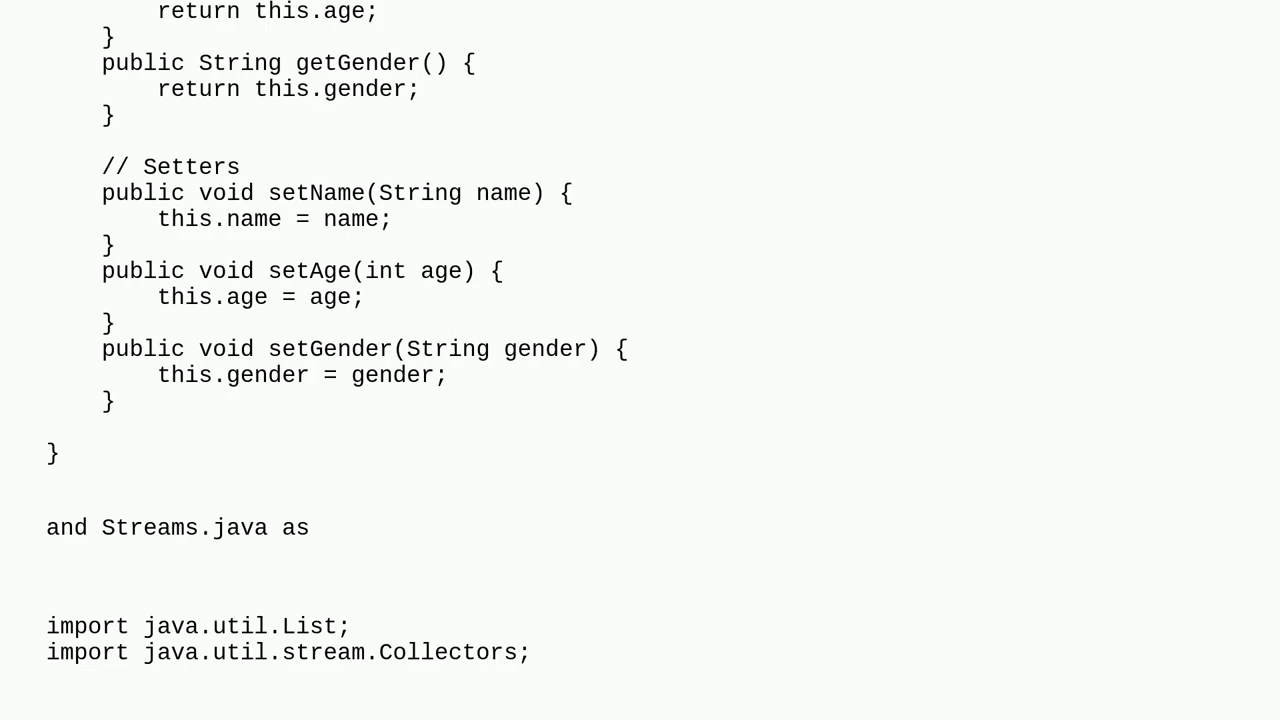 return this.age;
    }
    public String getGender() {
        return this.gender;
    }

    // Setters
    public void setName(String name) {
        this.name = name;
    }
    public void setAge(int age) {
        this.age = age;
    }
    public void setGender(String gender) {
        this.gender = gender;
    }

}

and Streams.java as

import java.util.List;
import java.util.stream.Collectors;